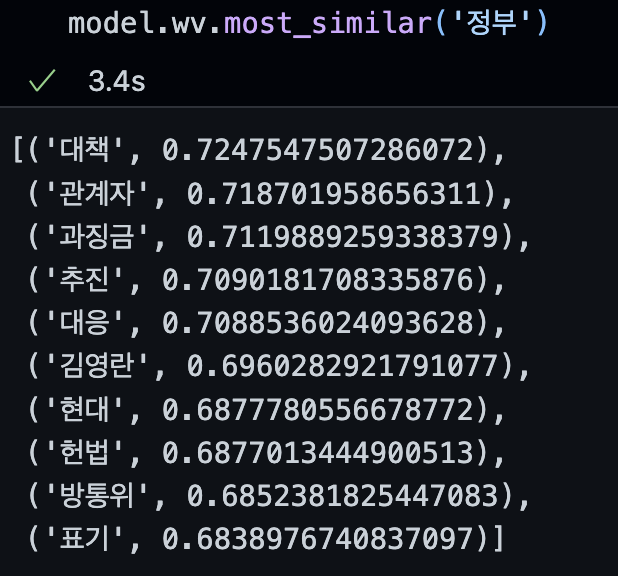 model.wv.most_similar('정부')
✓ 3.4s
[('대책', 0.7247547507286072),
('관계자', 0.718701958656311),
('과징금', 0.7119889259338379),
('추진', 0.7090181708335876),
('대응', 0.7088536024093628),
('김영란', 0.6960282921791077),
('현대', 0.6877780556678772),
('헌법', 0.6877013444900513),
('방통위', 0.6852381825447083),
('표기', 0.6838976740837097)]